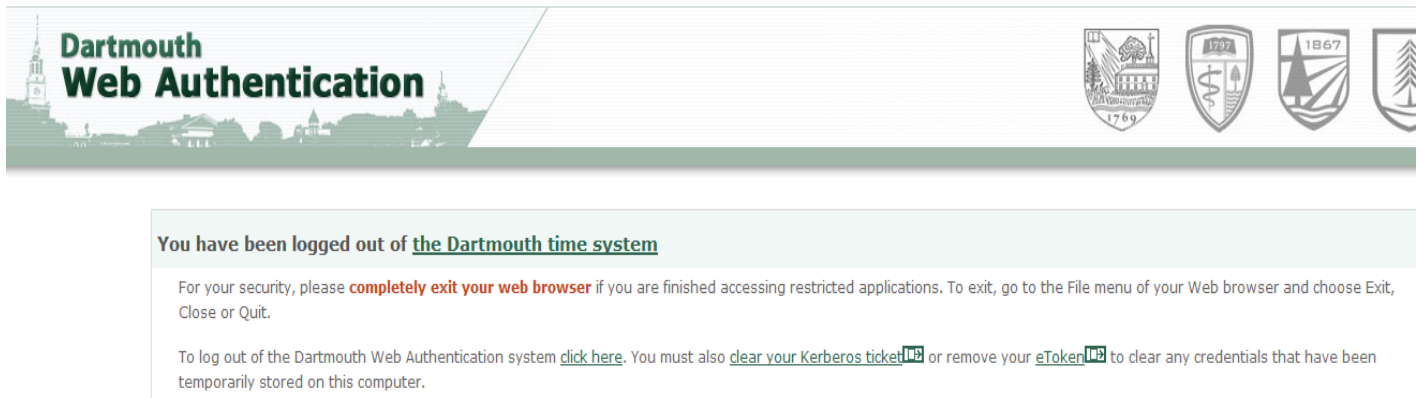 Dartmouth
Web Authentication
1769
1797
1867
You have been logged out of the Dartmouth time system
For your security, please completely exit your web browser if you are finished accessing restricted applications. To exit, go to the File menu of your Web browser and choose Exit,
Close or Quit.
To log out of the Dartmouth Web Authentication system click here. You must also clear your Kerberos ticket or remove your eToken to clear any credentials that have been
temporarily stored on this computer.